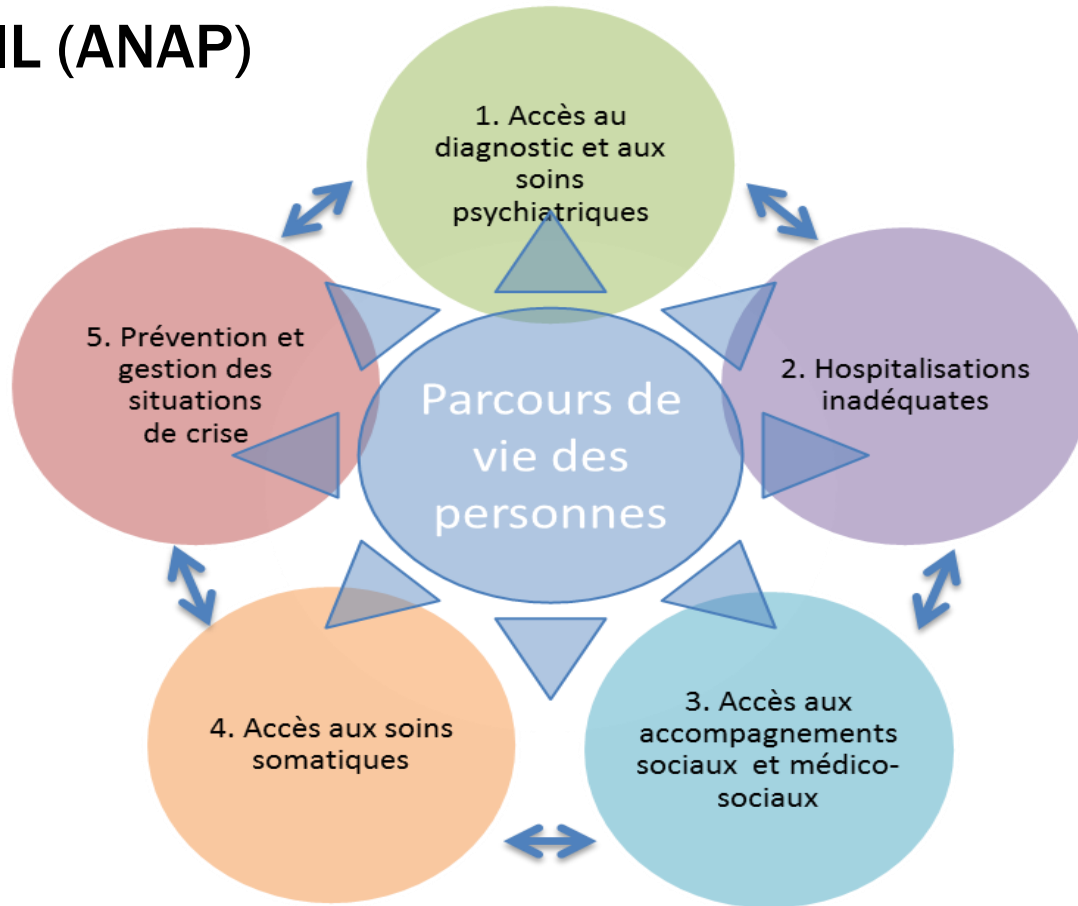 IL (ANAP)
1. Accès au
diagnostic et aux
soins
psychiatriques
5. Prévention et
gestion des
situations
de crise
2. Hospitalisations
inadéquates
Parcours de
vie des
personnes
4. Accès aux soins
somatiques
3. Accès aux
accompagnements
sociaux et médico-
sociaux